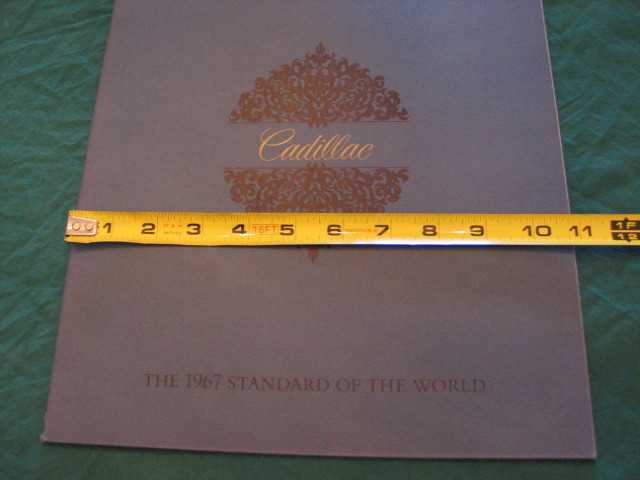 Cadillac
1 2 3 4 16FT 5 6 7 8 9 10 11 1F
THE 1967 STANDARD OF THE WORLD